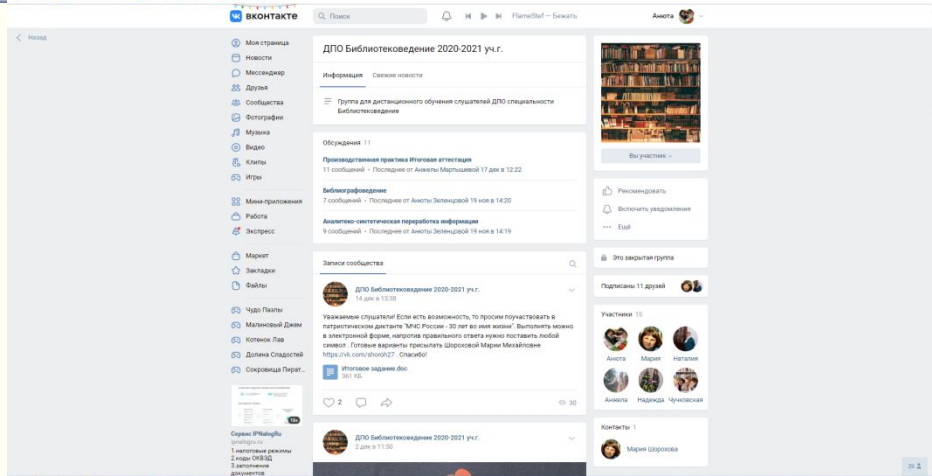 вконтакте
Поиск
FlameStef — Бежать
Анюта
Назад
Моя страница
Новости
Мессенджер
Друзья
Сообщества
Фотографии
Музыка
Видео
Клипы
Игры
Мини-приложения
Работа
Экспресс
Маркет
Закладки
Файлы
Чудо Пазлы
Малиновый Джем
Котенок Лав
Долина Сладостей
Сокровища Пират...
Сервис IPNalogRu
ipnalogru.ru
1.налоговые режимы
2.коды ОКВЭД
3.заполнение
документов
ДПО Библиотековедение 2020-2021 уч.г.
Информация Свежие новости
Группа для дистанционного обучения слушателей ДПО специальности
Библиотековедение
Обсуждения 11
Производственная практика Итоговая аттестация
11 сообщений • Последнее от Анжелы Мартышевой 17 дек в 12:22
Библиографоведение
7 сообщений • Последнее от Анюты Зеленцовой 19 ноя в 14:20
Аналитико-синтетическая переработка информации
9 сообщений • Последнее от Анюты Зеленцовой 19 ноя в 14:19
Записи сообщества
ДПО Библиотековедение 2020-2021 уч.г.
14 дек в 13:38
Уважаемые слушатели! Если есть возможность, то просим поучаствовать в
патриотическом диктанте "МЧС России - 30 лет во имя жизни". Выполнять можно
в электронной форме, напротив правильного ответа нужно поставить любой
символ . Готовые варианты присылать Шороховой Марии Михайловне
https://vk.com/shoroh27 . Спасибо!
Итоговое задание.doc
361 КБ
2
30
ДПО Библиотековедение 2020-2021 уч.г.
2 дек в 11:50
Вы участник
Рекомендовать
Включить уведомления
Ещё
Это закрытая группа
Подписаны 11 друзей
Участники 15
Анюта Мария Наталия
Анжела Надежда Чучковская
Контакты 1
Мария Шорохова